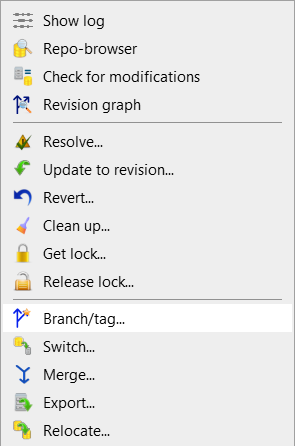 Show log
Repo-browser
Check for modifications
Revision graph
Resolve...
Update to revision...
Revert...
Clean up...
Get lock...
Release lock...
Branch/tag...
Switch...
Merge...
Export...
Relocate...